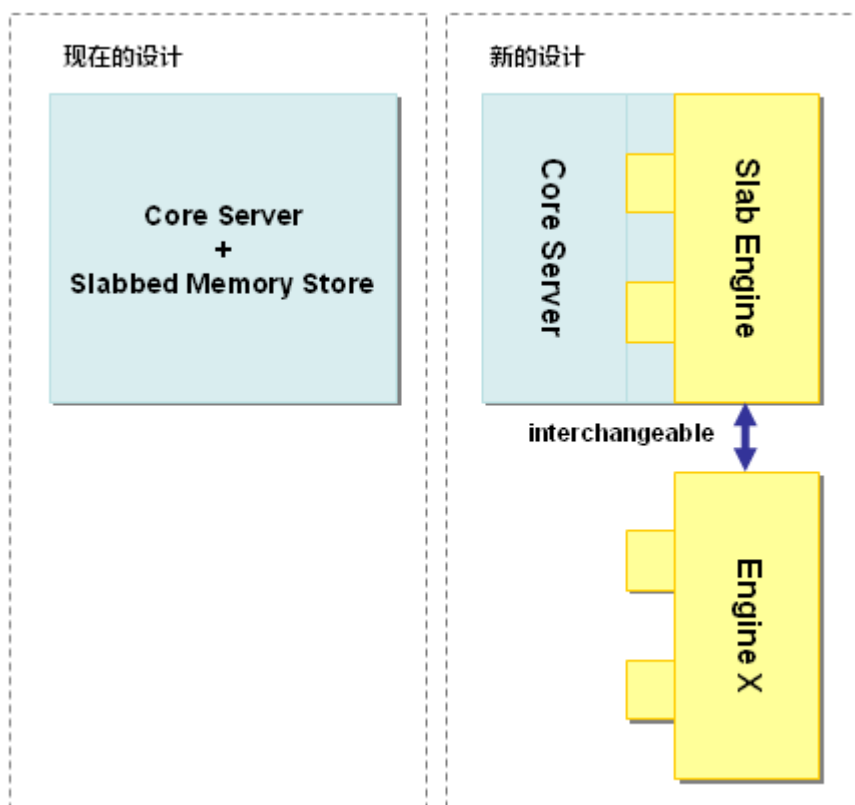 现在的设计
Core Server
+
Slabbed Memory Store
新的设计
Core Server
Slab Engine
interchangeable
Engine X